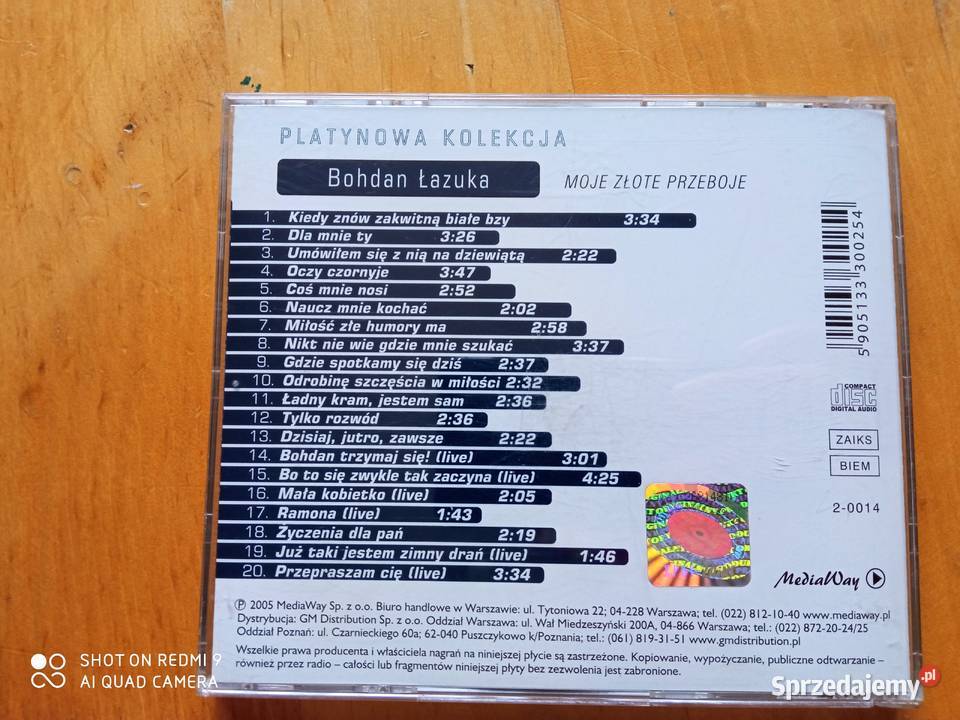 PLATYNOWA KOLEKCJA
Bohdan Łazuka MOJE ZŁOTE PRZEBOJE
1. Kiedy znów zakwitną białe bzy 3:34
2. Dla mnie ty 3:26
3. Umówiłem się z nią na dziewiątą 2:22
4. Oczy czornyje 3:47
5. Coś mnie nosi 2:52
6. Naucz mnie kochać 2:02
7. Miłość złe humory ma 2:58
8. Nikt nie wie gdzie mnie szukać 3:37
9. Gdzie spotkamy się dziś 2:37
10. Odrobinę szczęścia w miłości 2:32
11. Ładny kram, jestem sam 2:36
12. Tylko rozwód 2:36
13. Dzisiaj, jutro, zawsze 2:22
14. Bohdan trzymaj się! (live) 3:01
15. Bo to się zwykle tak zaczyna (live) 4:25
16. Mała kobietko (live) 2:05
17. Ramona (live) 1:43
18. Życzenia dla pań 2:19
19. Już taki jestem zimny drań (live) 1:46
20. Przepraszam cię (live) 3:34
5 905133 300254
COMPACT
disc
DIGITAL AUDIO
ZAIKS
BIEM
2-0014
MediaWay
℗ 2005 MediaWay Sp. z o.o. Biuro handlowe w Warszawie: ul. Tytoniowa 22; 04-228 Warszawa; tel. (022) 812-10-40 www.mediaway.pl
Dystrybucja: GM Distribution Sp. z o.o. Oddział Warszawa: ul. Wał Miedzeszyński 200A, 04-866 Warszawa; tel.: (022) 872-20-24/25
Oddział Poznań: ul. Czarnieckiego 60a; 62-040 Puszczykowo k/Poznania; tel.: (061) 819-31-51 www.gmdistribution.pl
Wszelkie prawa producenta i właściciela nagrań na niniejszej płycie są zastrzeżone. Kopiowanie, wypożyczanie, publiczne odtwarzanie –
również przez radio – całości lub fragmentów niniejszej płyty bez zezwolenia jest zabronione.
SHOT ON REDMI 9
AI QUAD CAMERA
Sprzedajemy.pl